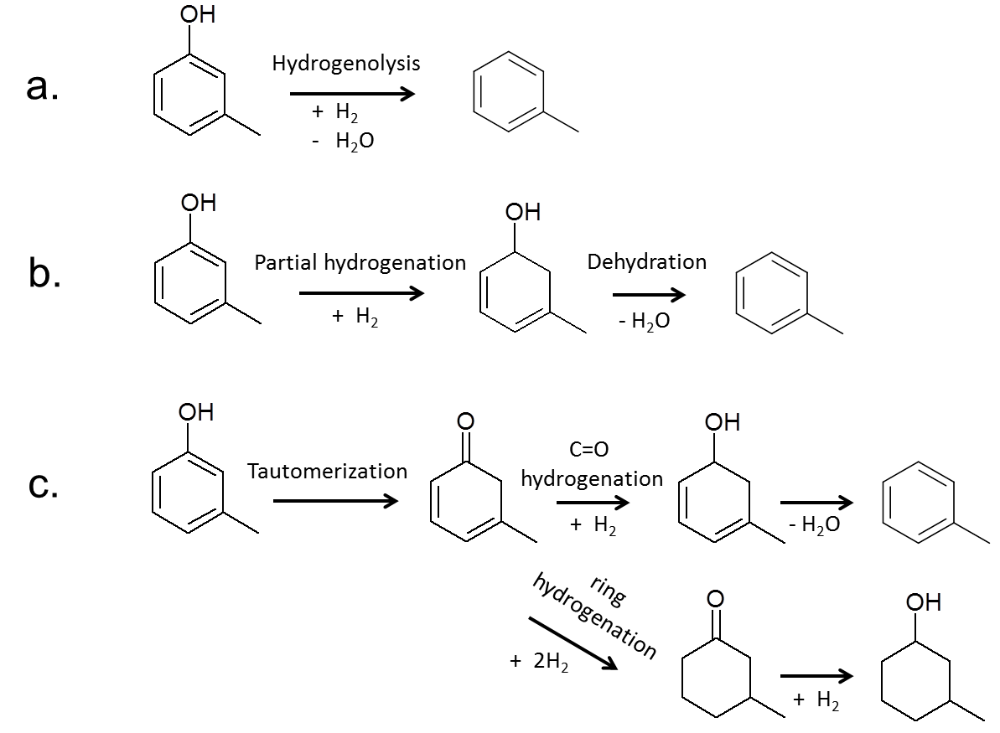 OH
a.
Hydrogenolysis
+ H₂
- H₂O
OH
b.
Partial hydrogenation
+ H₂
OH
Dehydration
- H₂O
OH
c.
Tautomerization
O
C=O
hydrogenation
+ H₂
OH
- H₂O
ring
hydrogenation
+ 2H₂
O
+ H₂
OH